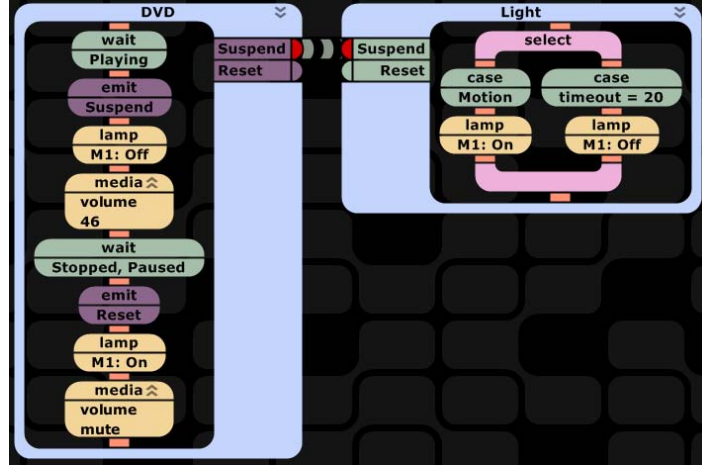 DVD
wait
Playing
emit
Suspend
lamp
M1: Off
media
volume
46
wait
Stopped, Paused
emit
Reset
lamp
M1: On
media
volume
mute
Suspend
Reset
Light
Suspend
Reset
select
case
Motion
lamp
M1: On
case
timeout = 20
lamp
M1: Off